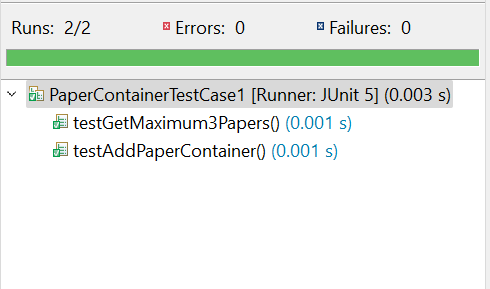 Runs: 2/2 Errors: 0 Failures: 0
PaperContainerTestCase1 [Runner: JUnit 5] (0.003 s)
testGetMaximum3Papers() (0.001 s)
testAddPaperContainer() (0.001 s)